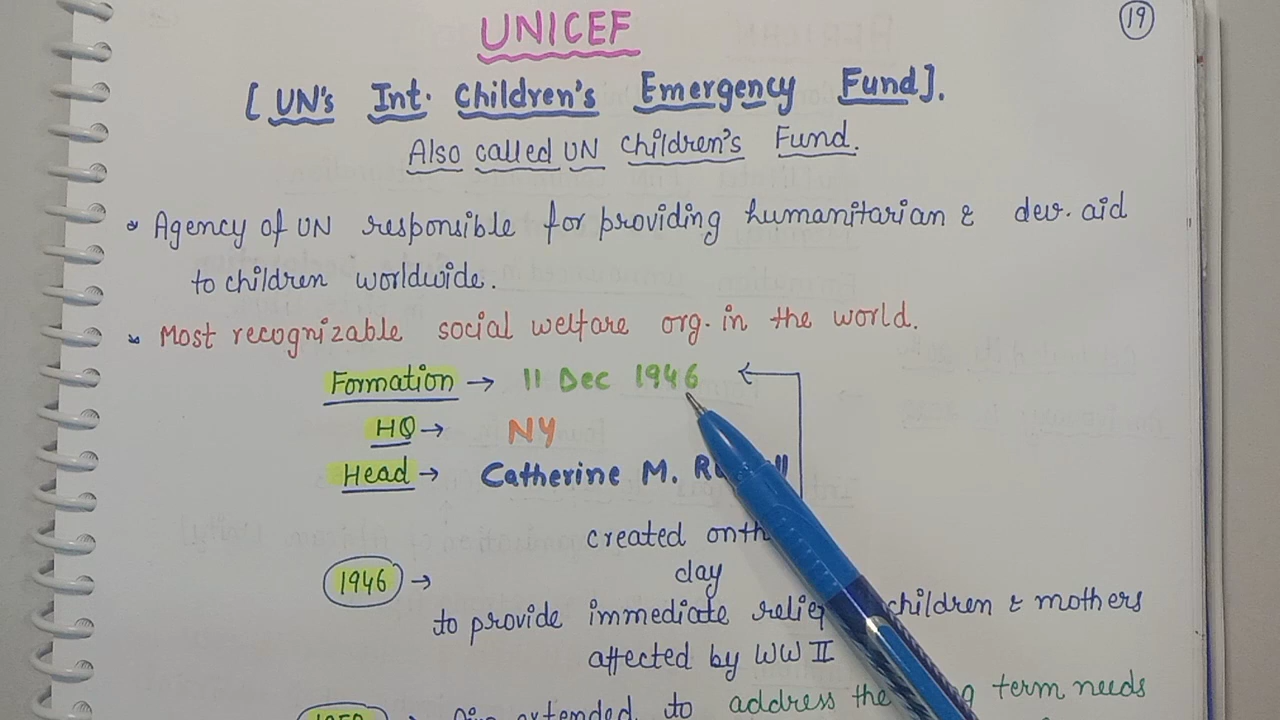 19
UNICEF
[UN's Int. Children's Emergency Fund].
Also called UN Children's Fund.
* Agency of UN responsible for providing humanitarian & dev. aid
to children worldwide.
* Most recognizable social welfare org. in the world.
Formation → 11 Dec 1946
HQ → NY
Head → Catherine M.
created on
day
1946 →
to provide immediate relief children & mothers
affected by WW II
extended to address the term needs